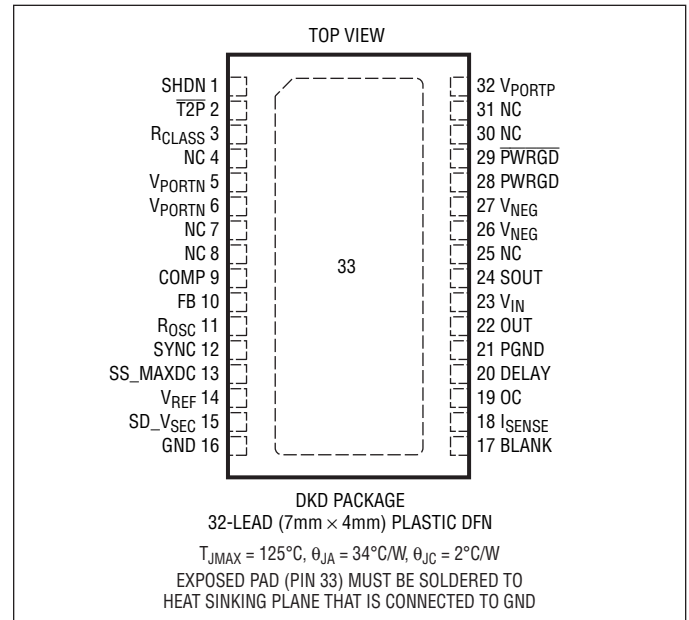 TOP VIEW
SHDN 1
T2P 2
RCLASS 3
NC 4
VPORTN 5
VPORTN 6
NC 7
NC 8
COMP 9
FB 10
ROSC 11
SYNC 12
SS_MAXDC 13
VREF 14
SD_VSEC 15
GND 16
33
32 VPORTP
31 NC
30 NC
29 PWRGD
28 PWRGD
27 VNEG
26 VNEG
25 NC
24 SOUT
23 VIN
22 OUT
21 PGND
20 DELAY
19 OC
18 ISENSE
17 BLANK
DKD PACKAGE
32-LEAD (7mm × 4mm) PLASTIC DFN
TJMAX = 125°C, θJA = 34°C/W, θJC = 2°C/W
EXPOSED PAD (PIN 33) MUST BE SOLDERED TO
HEAT SINKING PLANE THAT IS CONNECTED TO GND